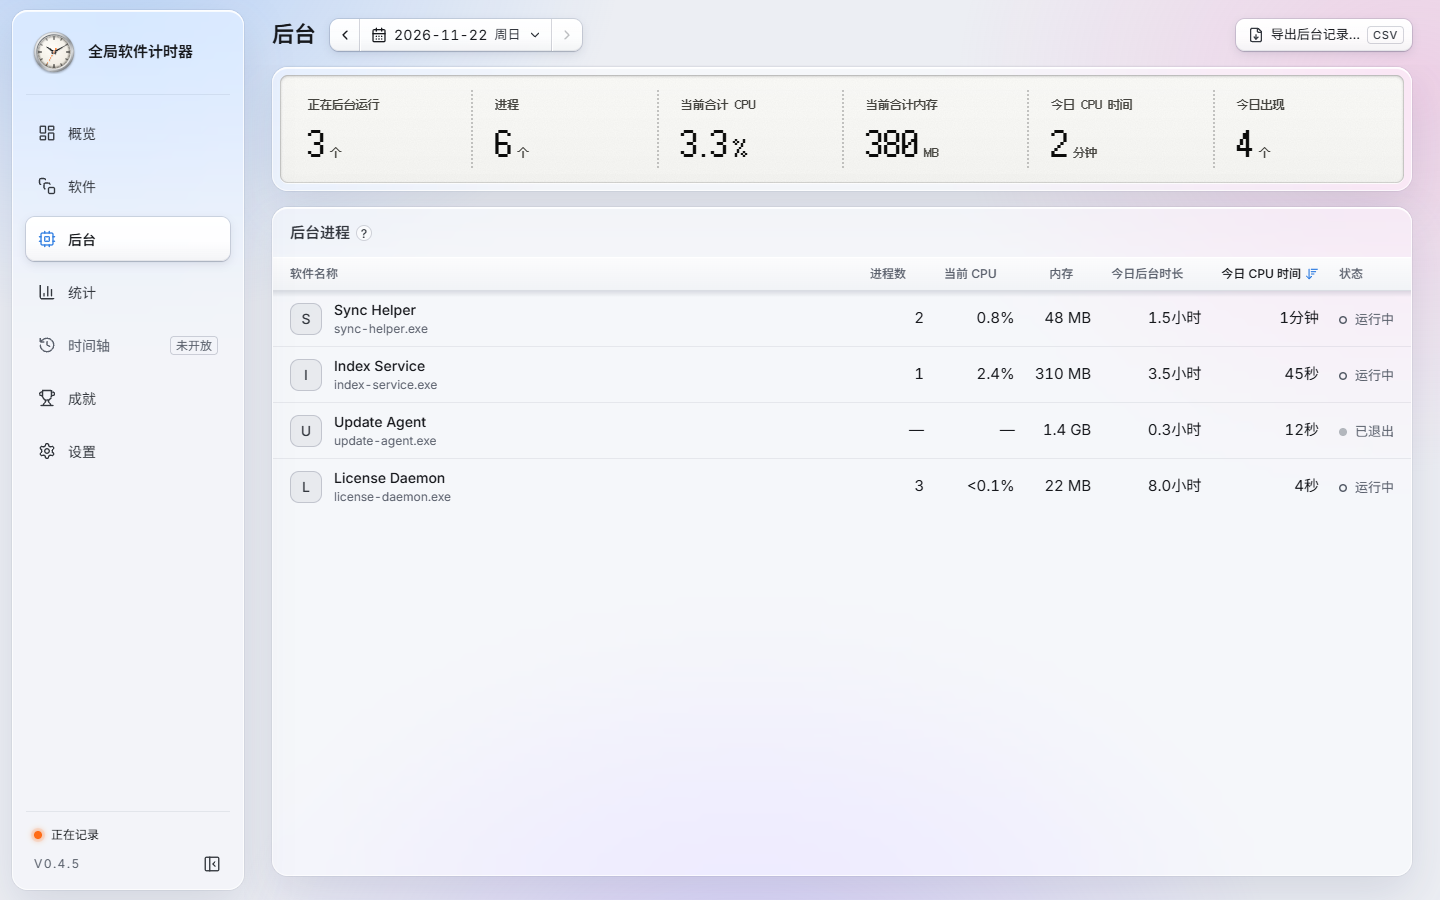 全局软件计时器
概览
软件
后台
统计
时间轴 未开放
成就
设置
正在记录
V0.4.5
后台 2026-11-22 周日 导出后台记录... CSV
正在后台运行 进程 当前合计 CPU 当前合计内存 今日 CPU 时间 今日出现
3 个 6 个 3.3% 380 MB 2 分钟 4 个
后台进程 ?
软件名称 进程数 当前 CPU 内存 今日后台时长 今日 CPU 时间 状态
S Sync Helper 2 0.8% 48 MB 1.5小时 1分钟 运行中
sync-helper.exe
I Index Service 1 2.4% 310 MB 3.5小时 45秒 运行中
index-service.exe
U Update Agent — — 1.4 GB 0.3小时 12秒 已退出
update-agent.exe
L License Daemon 3 <0.1% 22 MB 8.0小时 4秒 运行中
license-daemon.exe